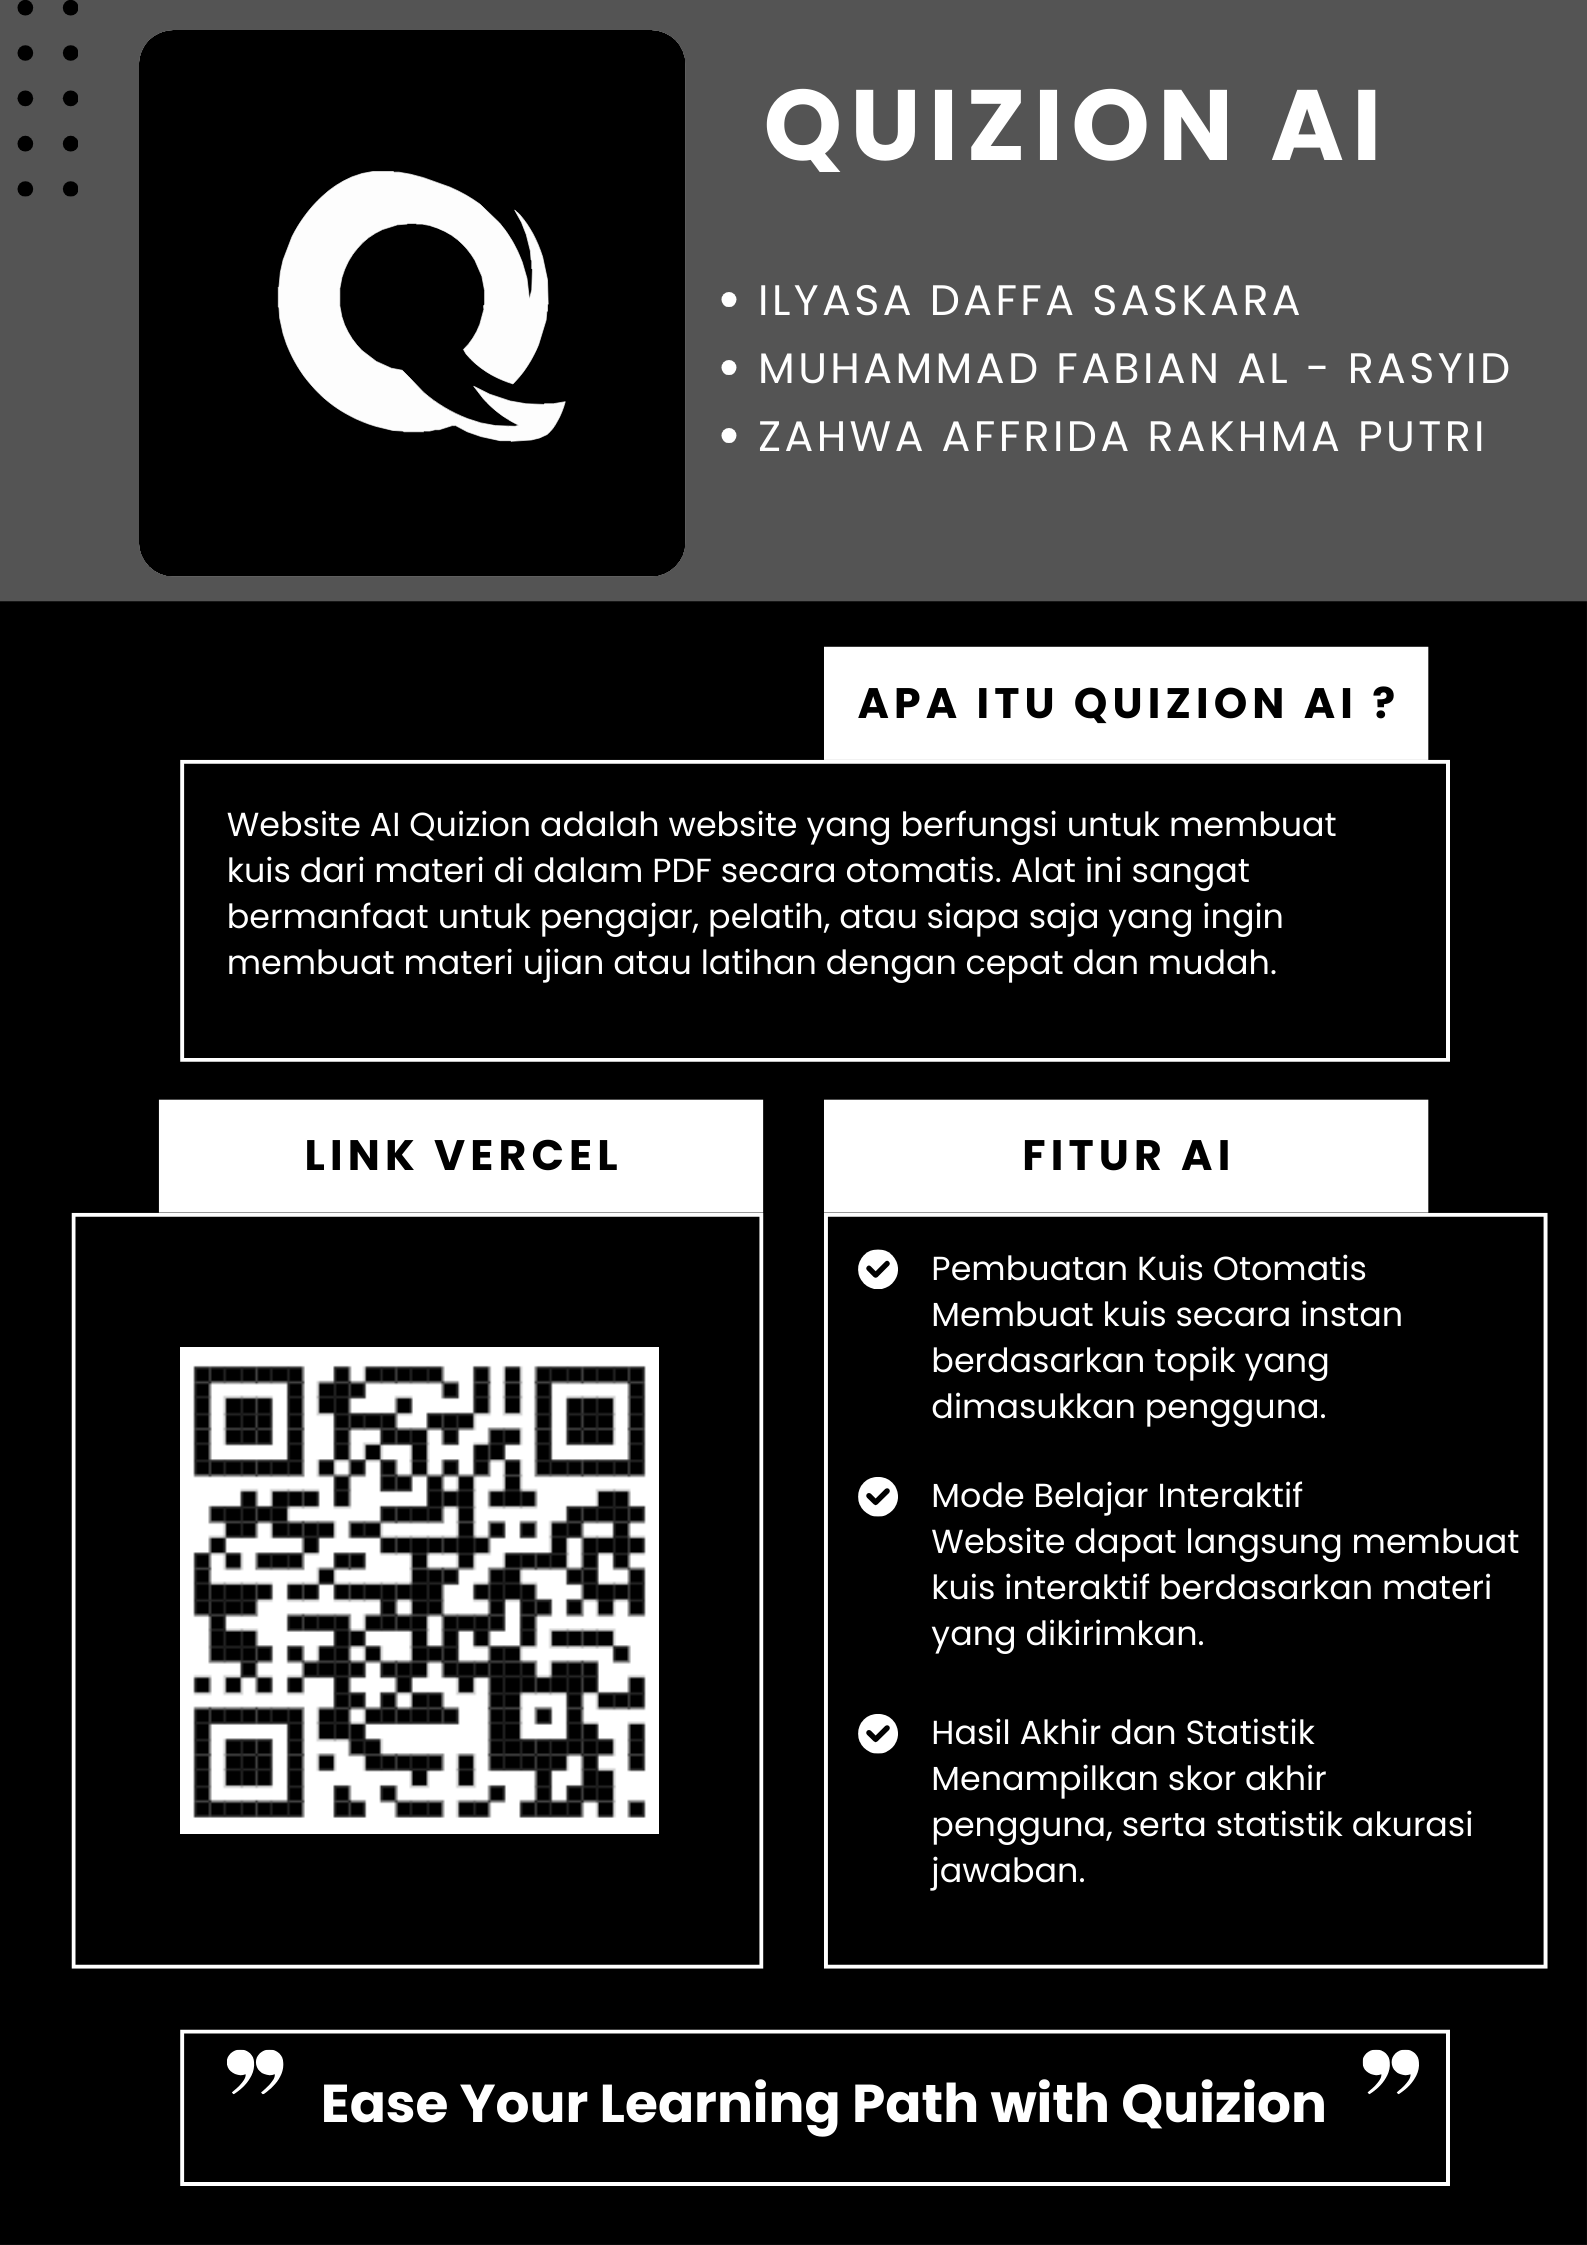 QUIZION AI
• ILYASA DAFFA SASKARA
• MUHAMMAD FABIAN AL - RASYID
• ZAHWA AFFRIDA RAKHMA PUTRI
APA ITU QUIZION AI ?
Website AI Quizion adalah website yang berfungsi untuk membuat
kuis dari materi di dalam PDF secara otomatis. Alat ini sangat
bermanfaat untuk pengajar, pelatih, atau siapa saja yang ingin
membuat materi ujian atau latihan dengan cepat dan mudah.
LINK VERCEL
FITUR AI
Pembuatan Kuis Otomatis
Membuat kuis secara instan
berdasarkan topik yang
dimasukkan pengguna.
Mode Belajar Interaktif
Website dapat langsung membuat
kuis interaktif berdasarkan materi
yang dikirimkan.
Hasil Akhir dan Statistik
Menampilkan skor akhir
pengguna, serta statistik akurasi
jawaban.
” Ease Your Learning Path with Quizion ”